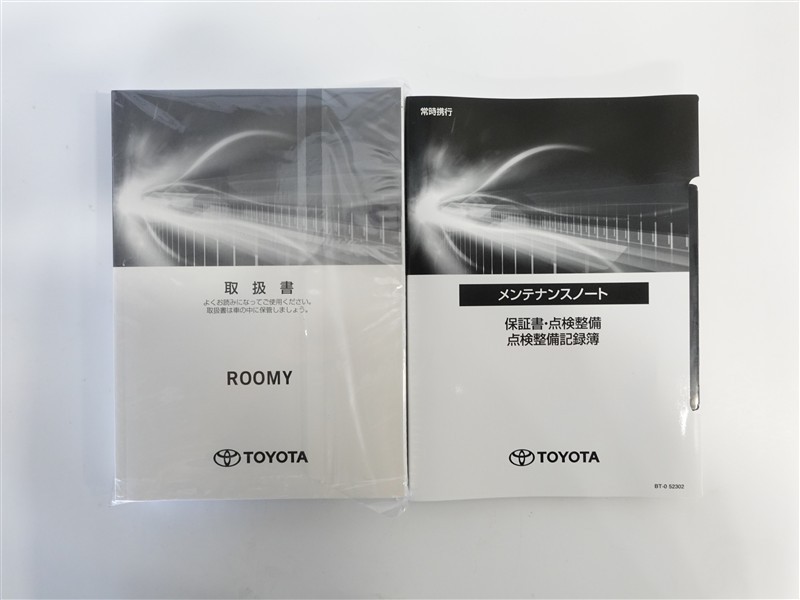 取扱書
よくお読みになってご使用ください。
取扱書は車の中に保管しましょう。
ROOMY
TOYOTA
常時携行
メンテナンスノート
保証書・点検整備
点検整備記録簿
TOYOTA
BT-0 52302